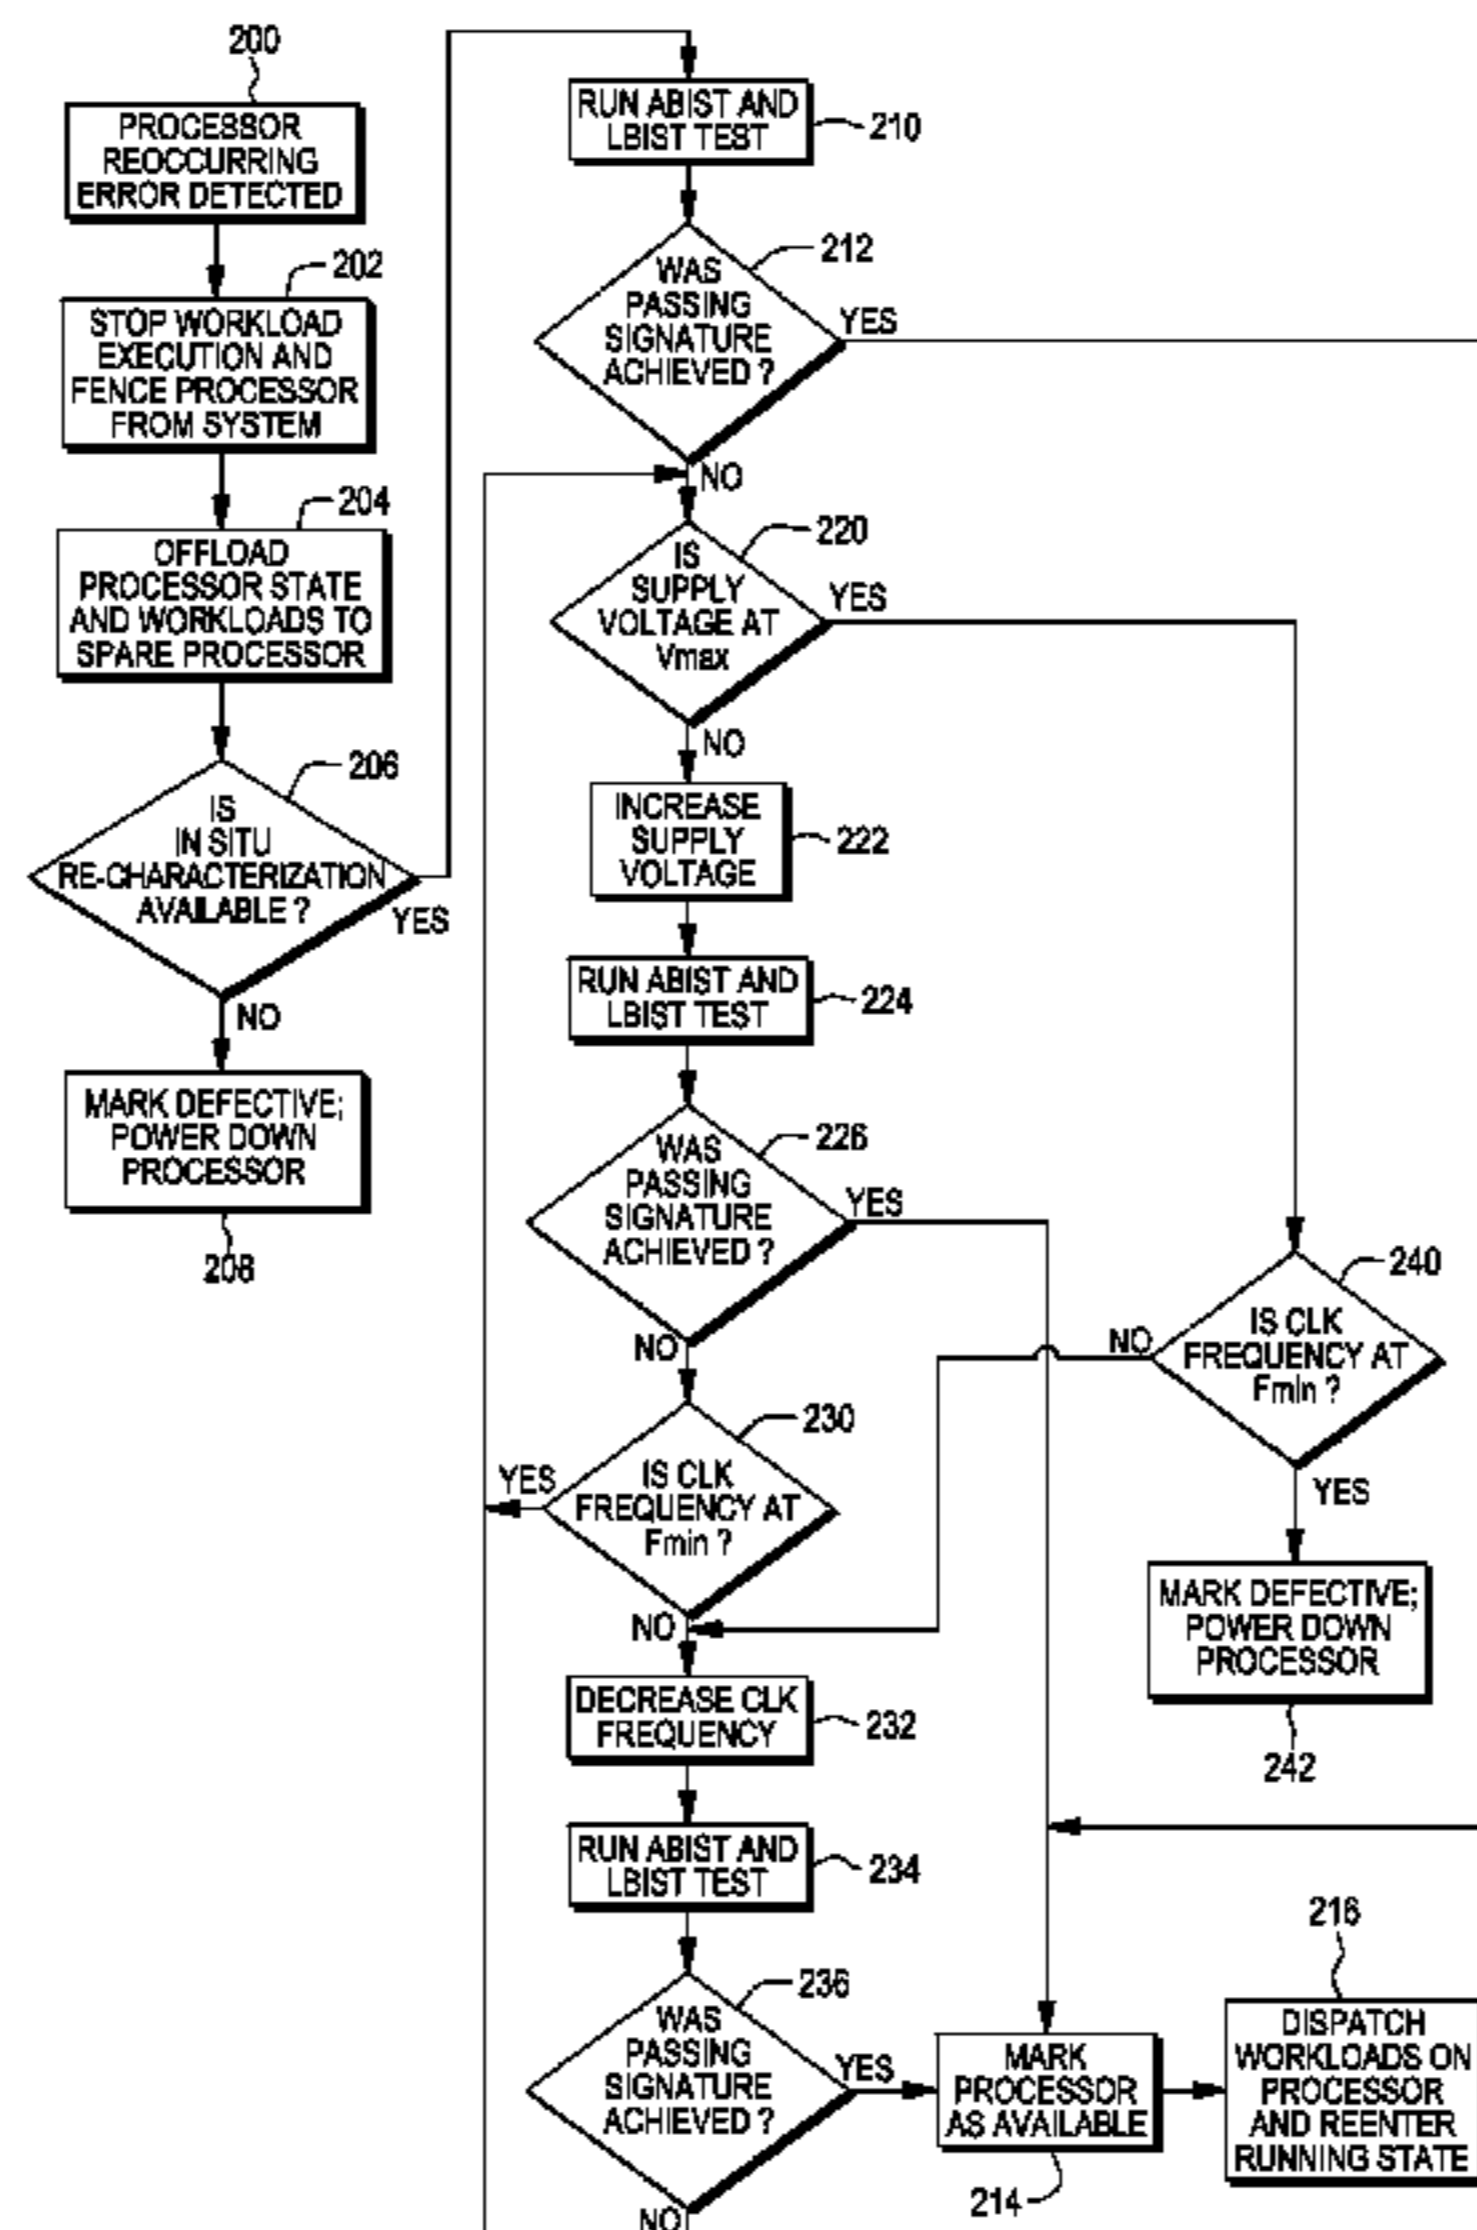 200
PROCESSOR
REOCCURRING
ERROR DETECTED
202
STOP WORKLOAD
EXECUTION AND
FENCE PROCESSOR
FROM SYSTEM
204
OFFLOAD
PROCESSOR STATE
AND WORKLOADS TO
SPARE PROCESSOR
206
IS
IN SITU
RE-CHARACTERIZATION
AVAILABLE ?
YES
NO
MARK DEFECTIVE;
POWER DOWN
PROCESSOR
208
RUN ABIST AND
LBIST TEST
210
212
WAS
PASSING
SIGNATURE
ACHIEVED ?
YES
NO
220
IS
SUPPLY
VOLTAGE AT
Vmax
YES
NO
INCREASE
SUPPLY
VOLTAGE
222
RUN ABIST AND
LBIST TEST
224
226
WAS
PASSING
SIGNATURE
ACHIEVED ?
YES
NO
230
IS CLK
FREQUENCY AT
Fmin ?
YES
NO
DECREASE CLK
FREQUENCY
232
RUN ABIST AND
LBIST TEST
234
236
WAS
PASSING
SIGNATURE
ACHIEVED ?
YES
NO
240
IS CLK
FREQUENCY AT
Fmin ?
NO
YES
MARK DEFECTIVE;
POWER DOWN
PROCESSOR
242
MARK
PROCESSOR
AS AVAILABLE
214
216
DISPATCH
WORKLOADS ON
PROCESSOR
AND REENTER
RUNNING STATE